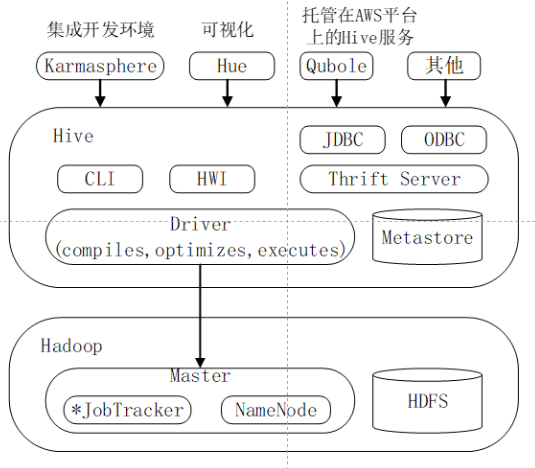 集成开发环境
可视化
托管在AWS平台
上的Hive服务
Karmasphere
Hue
Qubole
其他
Hive
JDBC
ODBC
CLI
HWI
Thrift Server
Driver
(compiles,optimizes,executes)
Metastore
Hadoop
Master
*JobTracker
NameNode
HDFS